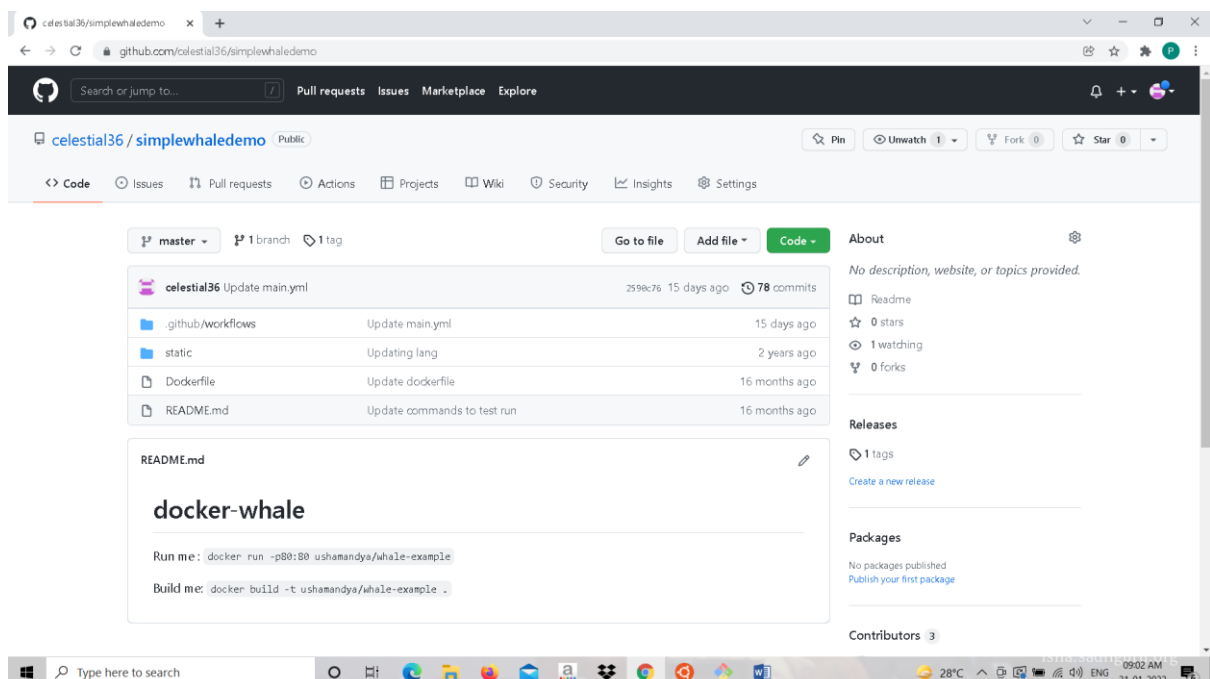 celestial36/simplewhaledemo
github.com/celestial36/simplewhaledemo
P
Search or jump to... / Pull requests Issues Marketplace Explore
celestial36 / simplewhaledemo Public Pin Unwatch 1 Fork 0 Star 0
Code Issues Pull requests Actions Projects Wiki Security Insights Settings
master 1 branch 1 tag Go to file Add file Code
celestial36 Update main.yml 2590c76 15 days ago 78 commits
.github/workflows Update main.yml 15 days ago
static Updating lang 2 years ago
Dockerfile Update dockerfile 16 months ago
README.md Update commands to test run 16 months ago
README.md
docker-whale
Run me : docker run -p80:80 ushamandya/whale-example
Build me: docker build -t ushamandya/whale-example .
About
No description, website, or topics provided.
Readme
0 stars
1 watching
0 forks
Releases
1 tags
Create a new release
Packages
No packages published
Publish your first package
Contributors 3
isha.sadhguru.org
Type here to search
a
28°C ENG 09:02 AM
21-01-2022
6